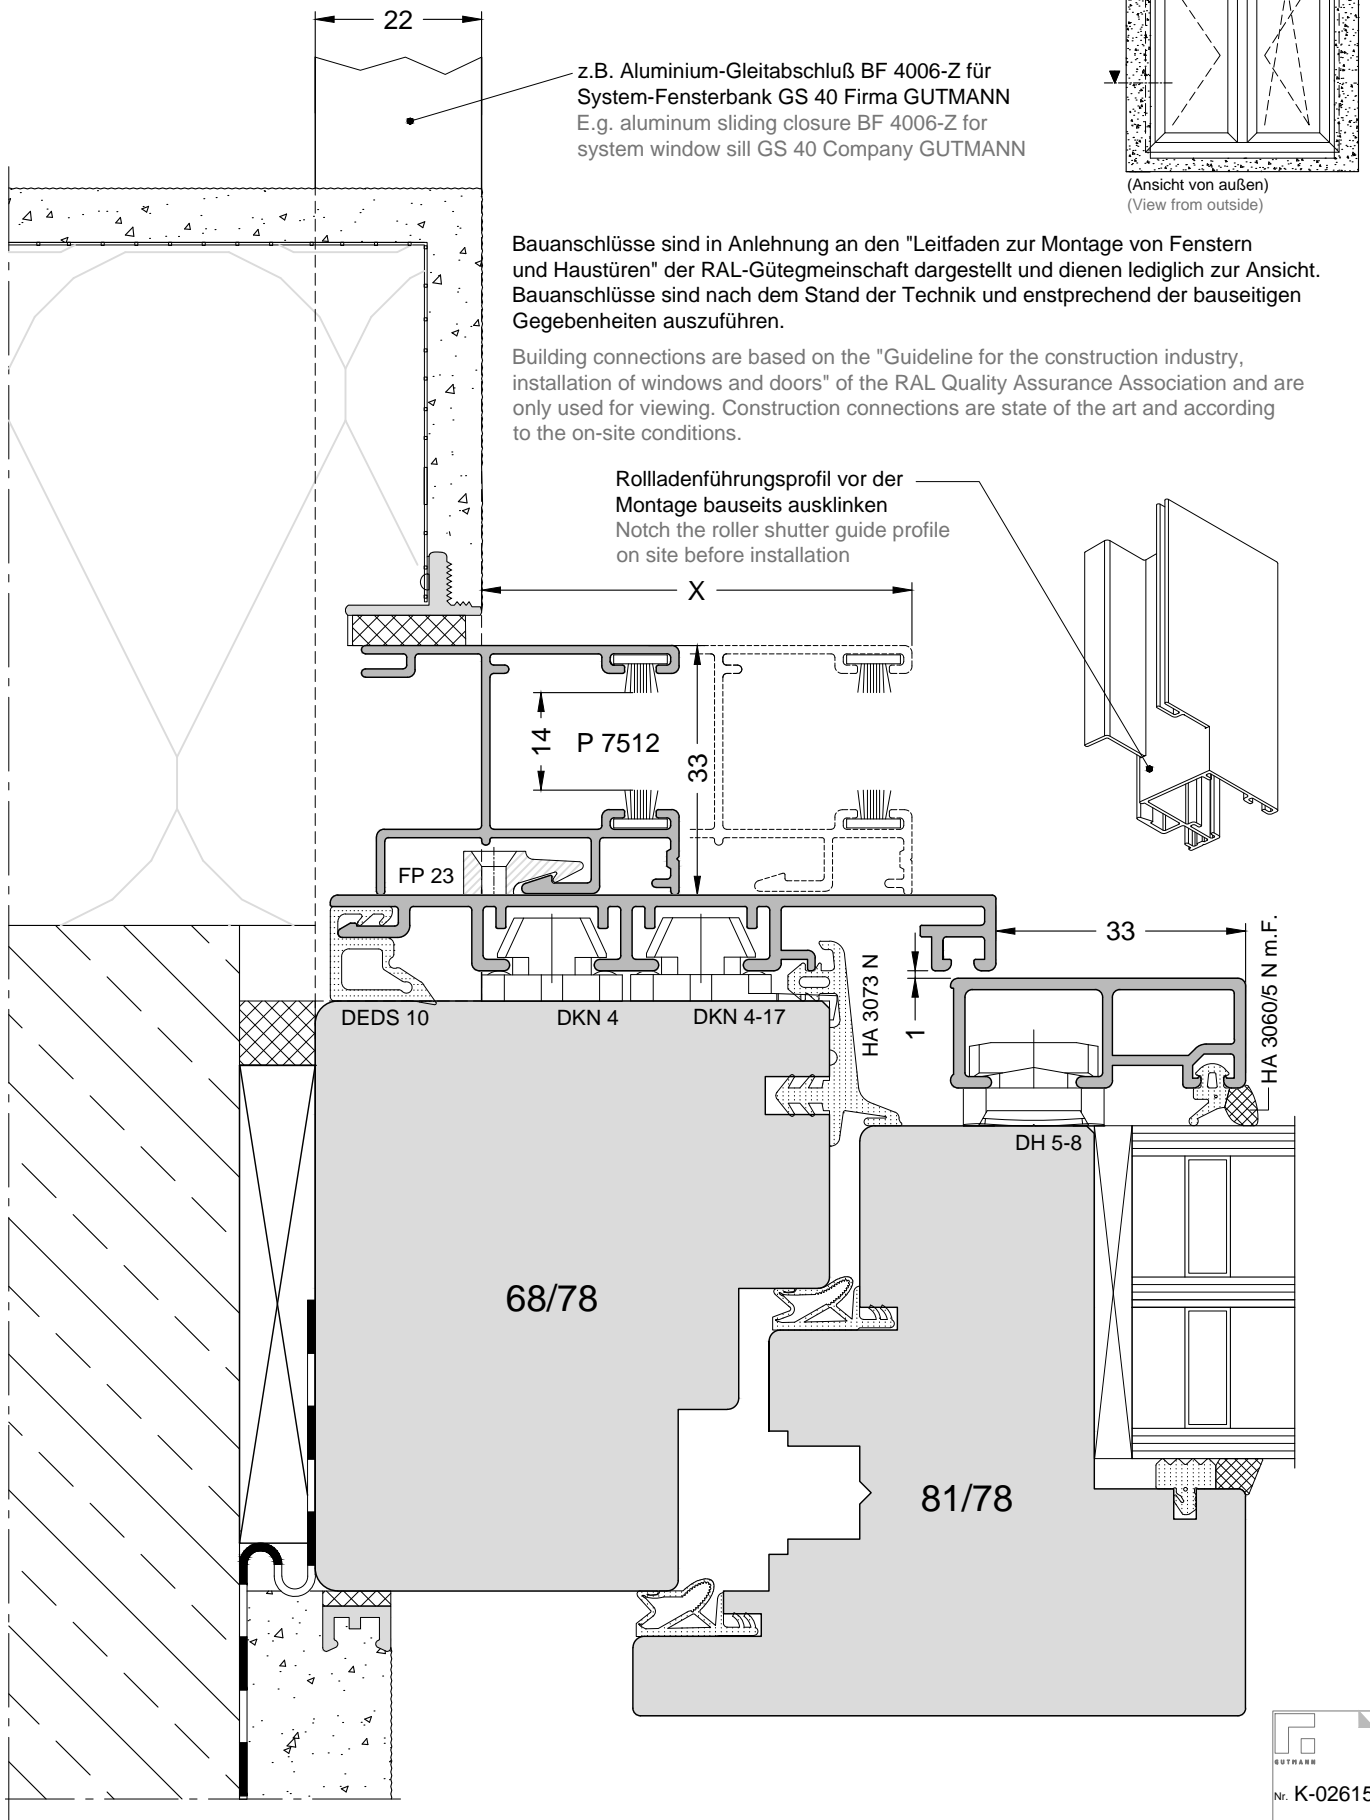 22
z.B. Aluminium-Gleitabschluß BF 4006-Z für
System-Fensterbank GS 40 Firma GUTMANN
E.g. aluminum sliding closure BF 4006-Z for
system window sill GS 40 Company GUTMANN
(Ansicht von außen)
(View from outside)
Bauanschlüsse sind in Anlehnung an den "Leitfaden zur Montage von Fenstern
und Haustüren" der RAL-Gütegmeinschaft dargestellt und dienen lediglich zur Ansicht.
Bauanschlüsse sind nach dem Stand der Technik und enstprechend der bauseitigen
Gegebenheiten auszuführen.
Building connections are based on the "Guideline for the construction industry,
installation of windows and doors" of the RAL Quality Assurance Association and are
only used for viewing. Construction connections are state of the art and according
to the on-site conditions.
Rollladenführungsprofil vor der
Montage bauseits ausklinken
Notch the roller shutter guide profile
on site before installation
X
14
P 7512
33
FP 23
33
HA 3073 N
1
HA 3060/5 N m.F.
DEDS 10
DKN 4
DKN 4-17
DH 5-8
68/78
81/78
GUTMANN
Nr. K-02615